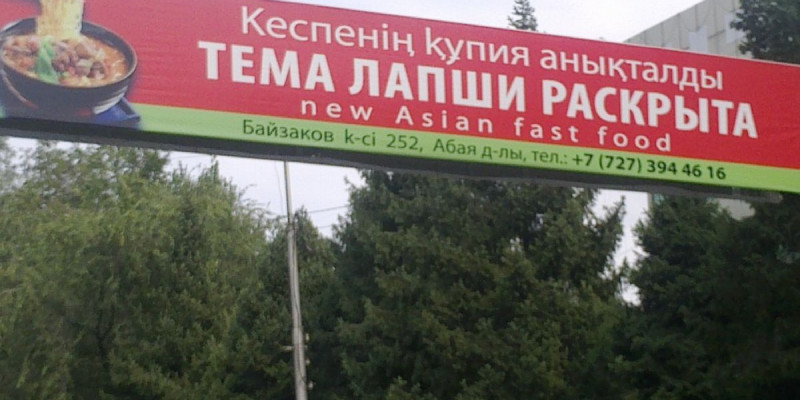 Кеспенің құпия анықталды
ТЕМА ЛАПШИ РАСКРЫТА
new Asian fast food
Байзаков k-ci 252, Абая д-лы, тел.: +7 (727) 394 46 16